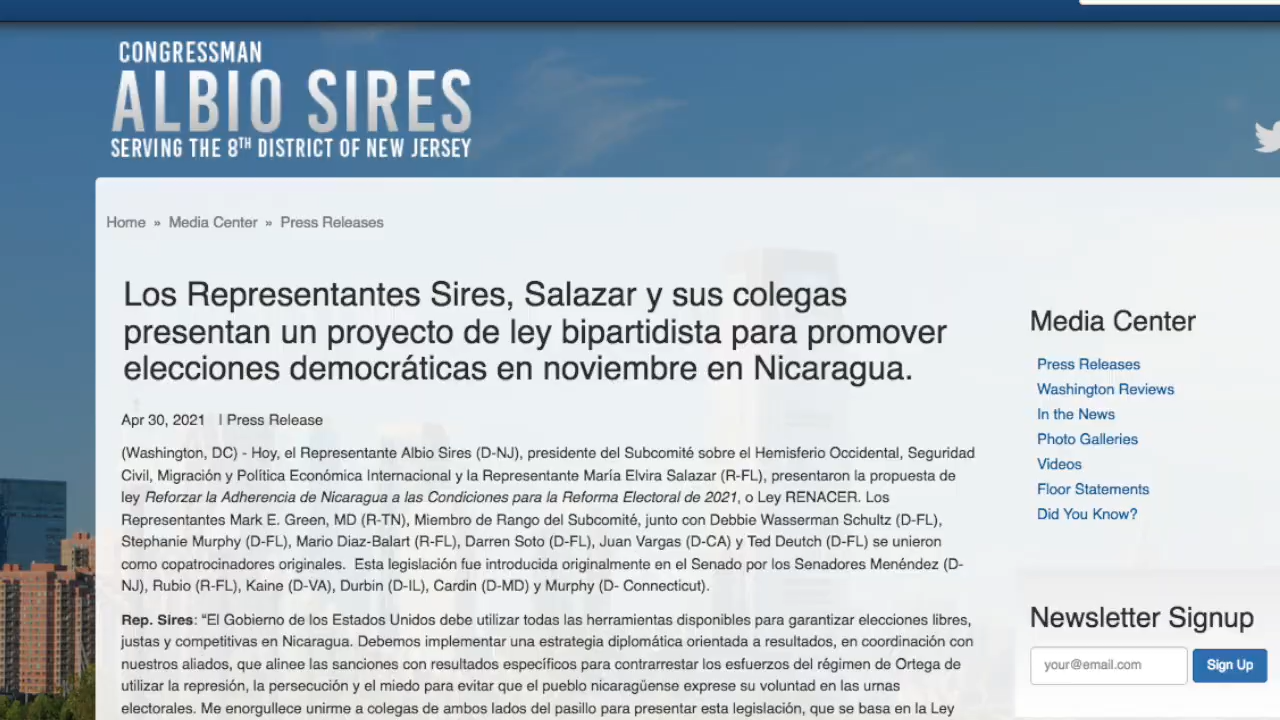 CONGRESSMAN
ALBIO SIRES
SERVING THE 8TH DISTRICT OF NEW JERSEY
Home » Media Center » Press Releases
Los Representantes Sires, Salazar y sus colegas
presentan un proyecto de ley bipartidista para promover
elecciones democráticas en noviembre en Nicaragua.
Apr 30, 2021 | Press Release
(Washington, DC) - Hoy, el Representante Albio Sires (D-NJ), presidente del Subcomité sobre el Hemisferio Occidental, Seguridad
Civil, Migración y Política Económica Internacional y la Representante María Elvira Salazar (R-FL), presentaron la propuesta de
ley Reforzar la Adherencia de Nicaragua a las Condiciones para la Reforma Electoral de 2021, o Ley RENACER. Los
Representantes Mark E. Green, MD (R-TN), Miembro de Rango del Subcomité, junto con Debbie Wasserman Schultz (D-FL),
Stephanie Murphy (D-FL), Mario Diaz-Balart (R-FL), Darren Soto (D-FL), Juan Vargas (D-CA) y Ted Deutch (D-FL) se unieron
como copatrocinadores originales. Esta legislación fue introducida originalmente en el Senado por los Senadores Menéndez (D-
NJ), Rubio (R-FL), Kaine (D-VA), Durbin (D-IL), Cardin (D-MD) y Murphy (D- Connecticut).
Rep. Sires: “El Gobierno de los Estados Unidos debe utilizar todas las herramientas disponibles para garantizar elecciones libres,
justas y competitivas en Nicaragua. Debemos implementar una estrategia diplomática orientada a resultados, en coordinación con
nuestros aliados, que alinee las sanciones con resultados específicos para contrarrestar los esfuerzos del régimen de Ortega de
utilizar la represión, la persecución y el miedo para evitar que el pueblo nicaragüense exprese su voluntad en las urnas
electorales. Me enorgullece unirme a colegas de ambos lados del pasillo para presentar esta legislación, que se basa en la Ley
Media Center
Press Releases
Washington Reviews
In the News
Photo Galleries
Videos
Floor Statements
Did You Know?
Newsletter Signup
your@email.com
Sign Up